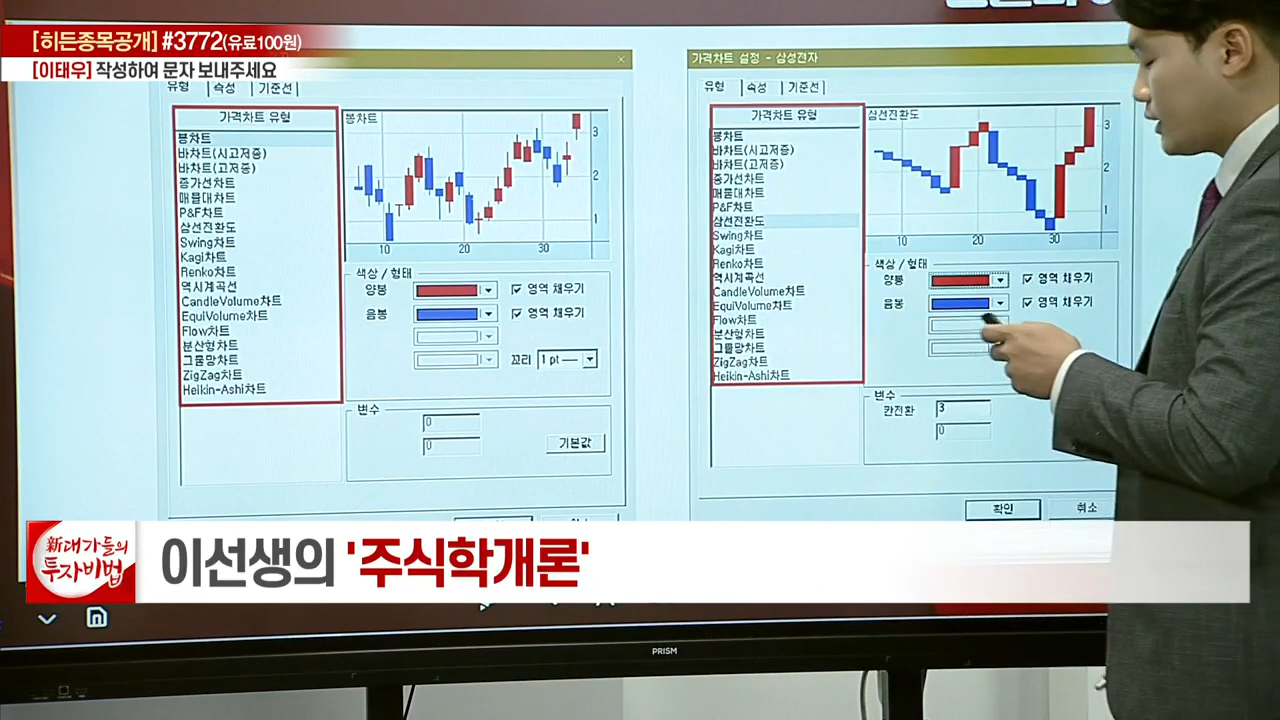 [히든종목공개] #3772(유료100원)
[이태우] 작성하여 문자 보내주세요
유형 속성 기준선
가격차트 유형
봉차트
바차트(시고저종)
바차트(고저종)
종가선차트
매물대차트
P&F차트
삼선전환도
Swing차트
Kagi차트
Renko차트
역시계곡선
CandleVolume차트
EquiVolume차트
Flow차트
분산형차트
그물망차트
ZigZag차트
Heikin-Ashi차트
봉차트
3
2
1
10 20 30
색상 / 형태
양봉 영역 채우기
음봉 영역 채우기
꼬리 1 pt
변수
0
0
기본값
가격차트 설정 - 삼성전자
유형 속성 기준선
가격차트 유형
봉차트
바차트(시고저종)
바차트(고저종)
종가선차트
매물대차트
P&F차트
삼선전환도
Swing차트
Kagi차트
Renko차트
역시계곡선
CandleVolume차트
EquiVolume차트
Flow차트
분산형차트
그물망차트
ZigZag차트
Heikin-Ashi차트
삼선전환도
3
2
1
10 20 30
색상 / 형태
양봉 영역 채우기
음봉 영역 채우기
변수
칸전환 3
0
확인 취소
新대가들의
투자비법
이선생의 '주식학개론'
PRISM